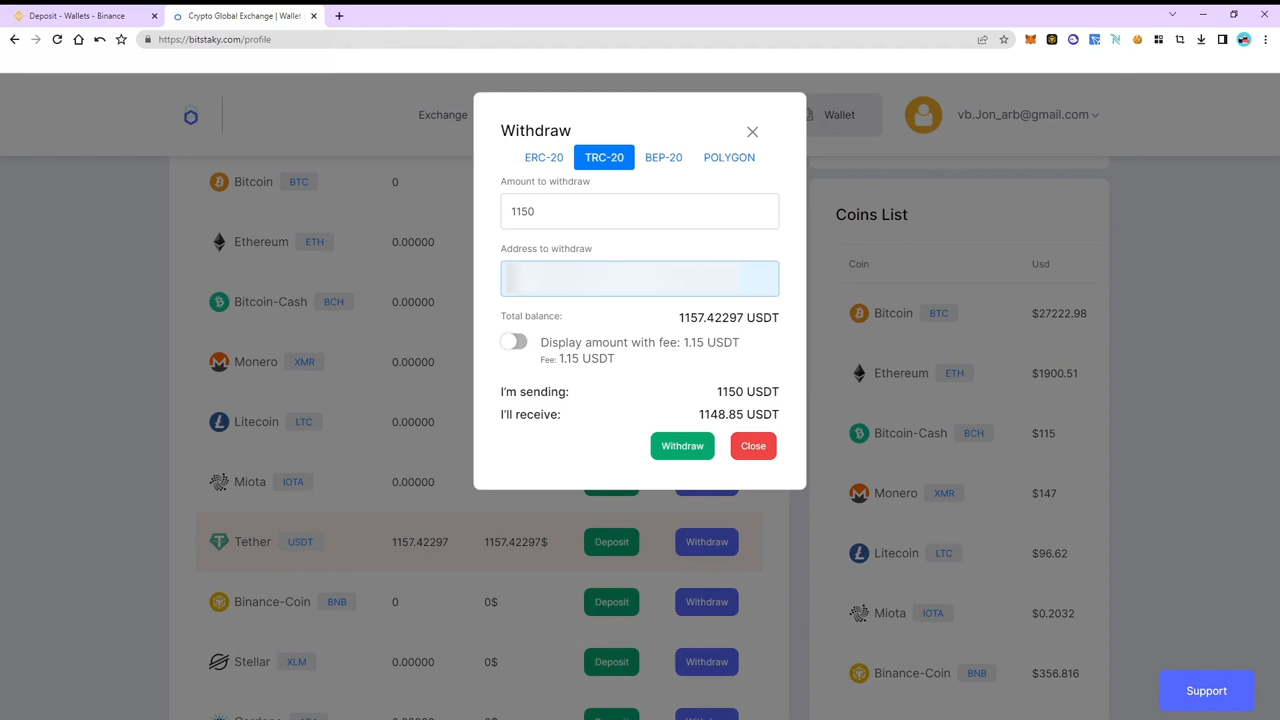 Deposit - Wallets - Binance
Crypto Global Exchange | Wallet
https://bitstaky.com/profile
Exchange
Wallet
vb.Jon_arb@gmail.com
Withdraw
ERC-20 TRC-20 BEP-20 POLYGON
Amount to withdraw
1150
Address to withdraw
Total balance: 1157.42297 USDT
Display amount with fee: 1.15 USDT
Fee: 1.15 USDT
I'm sending: 1150 USDT
I'll receive: 1148.85 USDT
Withdraw Close
Bitcoin BTC 0
Ethereum ETH 0.00000
Bitcoin-Cash BCH 0.00000
Monero XMR 0.00000
Litecoin LTC 0.00000
Miota IOTA 0.00000
Tether USDT 1157.42297 1157.42297$ Deposit Withdraw
Binance-Coin BNB 0 0$ Deposit Withdraw
Stellar XLM 0.00000 0$ Deposit Withdraw
Coins List
Coin Usd
Bitcoin BTC $27222.98
Ethereum ETH $1900.51
Bitcoin-Cash BCH $115
Monero XMR $147
Litecoin LTC $96.62
Miota IOTA $0.2032
Binance-Coin BNB $356.816
Support